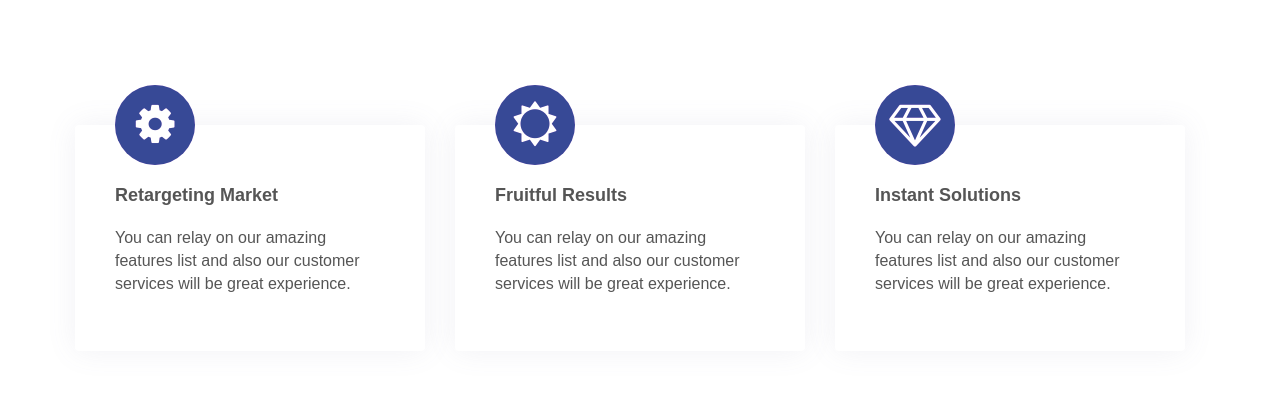 Retargeting Market
You can relay on our amazing
features list and also our customer
services will be great experience.
Fruitful Results
You can relay on our amazing
features list and also our customer
services will be great experience.
Instant Solutions
You can relay on our amazing
features list and also our customer
services will be great experience.